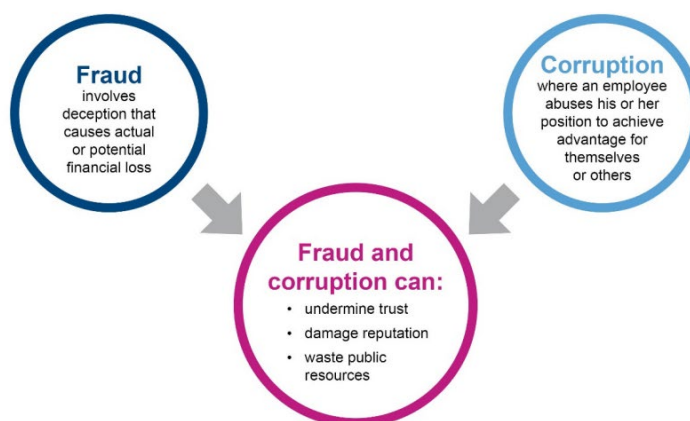 Fraud
involves
deception that
causes actual
or potential
financial loss
Corruption
where an employee
abuses his or her
position to achieve
advantage for
themselves
or others
Fraud and
corruption can:
• undermine trust
• damage reputation
• waste public
resources